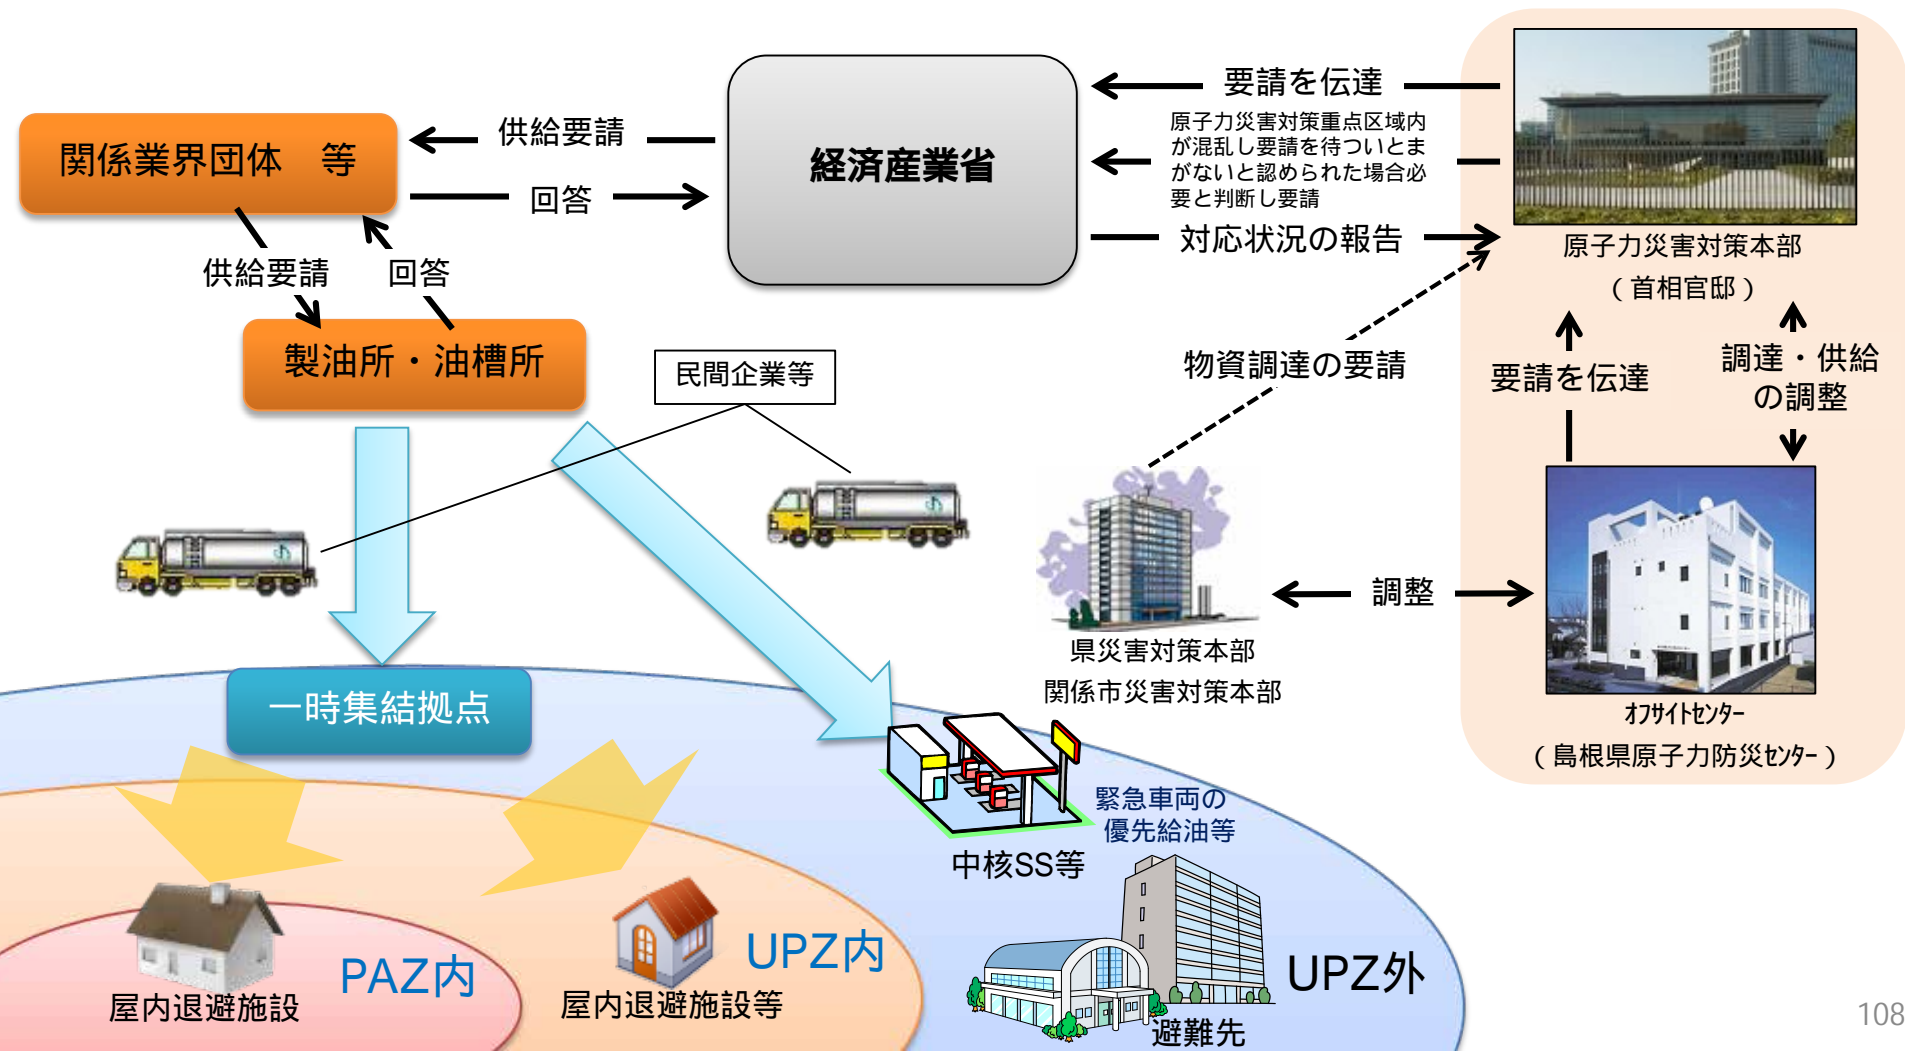 要請を伝達
原子力災害対策重点区域内
が混乱し要請を待ついとま
がないと認められた場合必
要と判断し要請
対応状況の報告
経済産業省
供給要請
回答
関係業界団体　等
供給要請
回答
製油所・油槽所
民間企業等
原子力災害対策本部
（首相官邸）
物資調達の要請
要請を伝達
調達・供給
の調整
調整
県災害対策本部
関係市災害対策本部
ｵﾌｻｲﾄｾﾝﾀｰ
（島根県原子力防災ｾﾝﾀｰ）
一時集結拠点
緊急車両の
優先給油等
中核SS等
PAZ内
屋内退避施設
UPZ内
屋内退避施設等
UPZ外
避難先
108